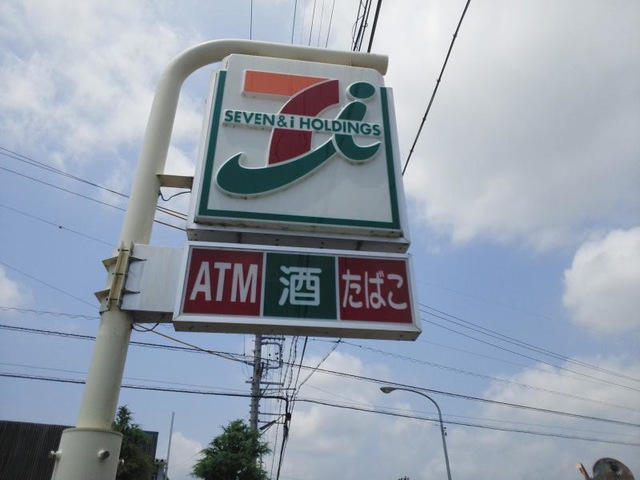 SEVEN & i HOLDINGS
ATM 酒 たばこ